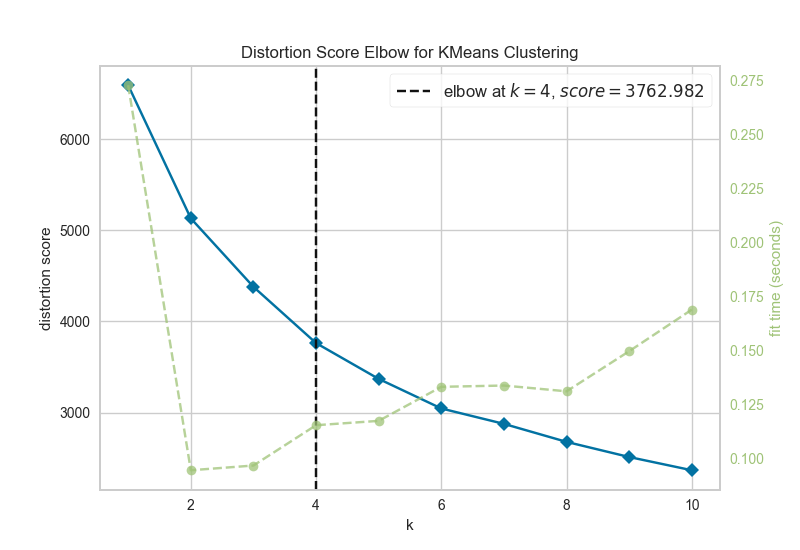 Distortion Score Elbow for KMeans Clustering
elbow at k = 4, score = 3762.982
distortion score
6000
5000
4000
3000
0.275
0.250
0.225
0.200
0.175
0.150
0.125
0.100
fit time (seconds)
2 4 6 8 10
k